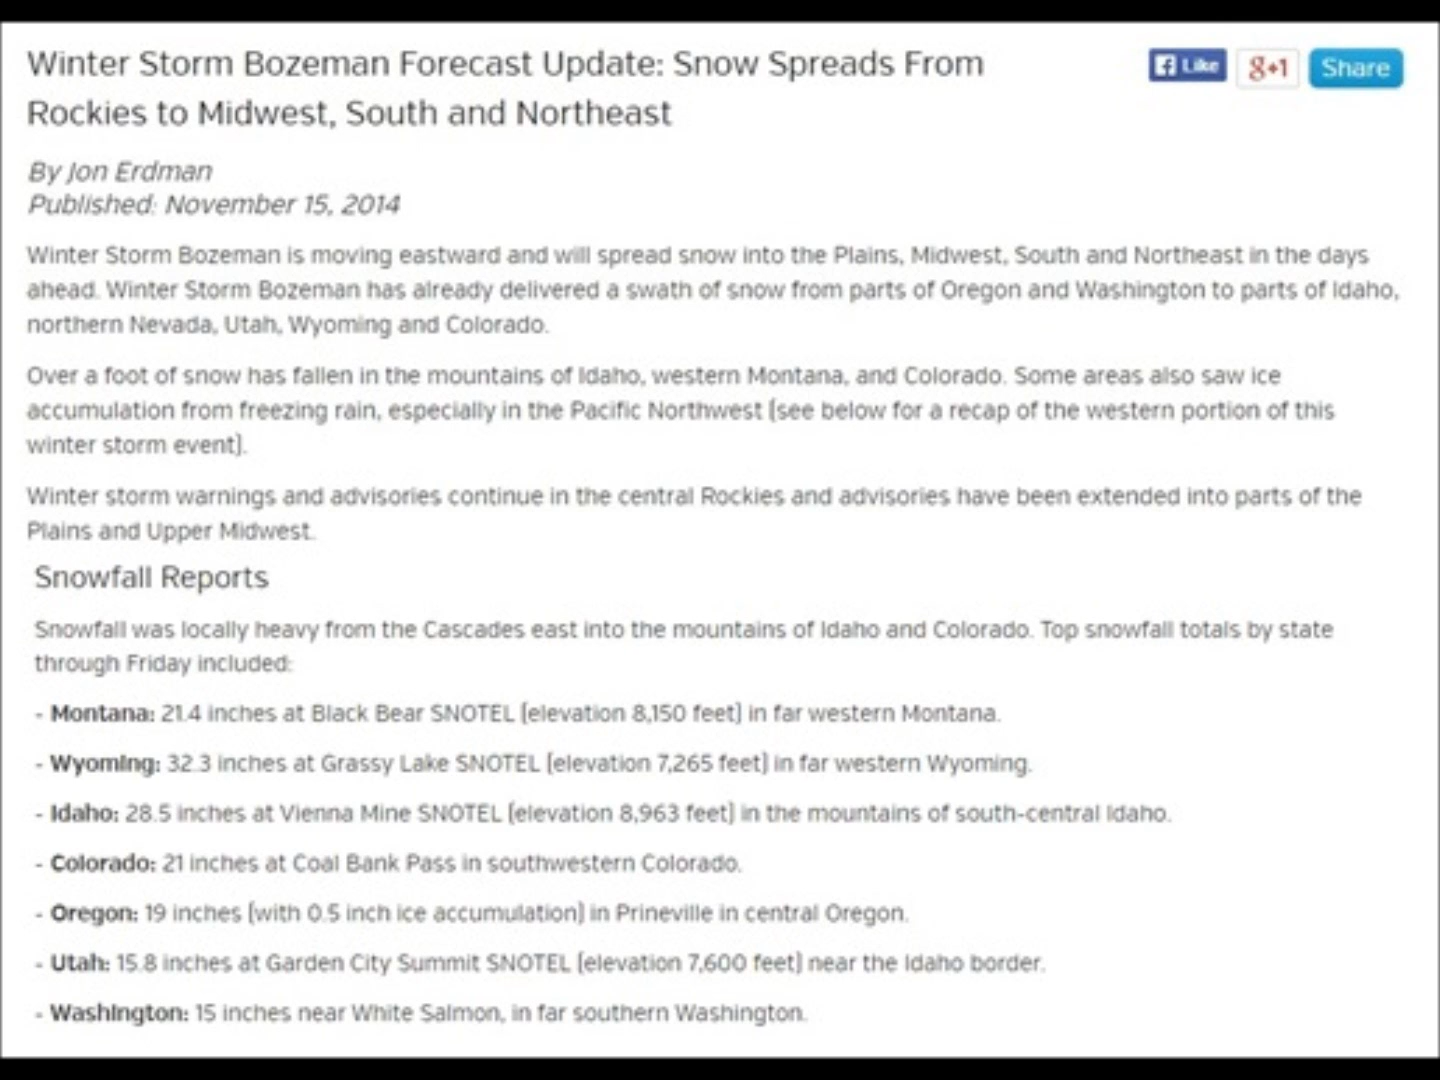 Winter Storm Bozeman Forecast Update: Snow Spreads From
Rockies to Midwest, South and Northeast
Like
g+1
Share
By Jon Erdman
Published: November 15, 2014
Winter Storm Bozeman is moving eastward and will spread snow into the Plains, Midwest, South and Northeast in the days
ahead. Winter Storm Bozeman has already delivered a swath of snow from parts of Oregon and Washington to parts of Idaho,
northern Nevada, Utah, Wyoming and Colorado.
Over a foot of snow has fallen in the mountains of Idaho, western Montana, and Colorado. Some areas also saw ice
accumulation from freezing rain, especially in the Pacific Northwest (see below for a recap of the western portion of this
winter storm event).
Winter storm warnings and advisories continue in the central Rockies and advisories have been extended into parts of the
Plains and Upper Midwest.
Snowfall Reports
Snowfall was locally heavy from the Cascades east into the mountains of Idaho and Colorado. Top snowfall totals by state
through Friday included:
- Montana: 21.4 inches at Black Bear SNOTEL (elevation 8,150 feet) in far western Montana.
- Wyoming: 32.3 inches at Grassy Lake SNOTEL (elevation 7,265 feet) in far western Wyoming.
- Idaho: 28.5 inches at Vienna Mine SNOTEL (elevation 8,963 feet) in the mountains of south-central Idaho.
- Colorado: 21 inches at Coal Bank Pass in southwestern Colorado.
- Oregon: 19 inches (with 0.5 inch ice accumulation) in Prineville in central Oregon.
- Utah: 15.8 inches at Garden City Summit SNOTEL (elevation 7,600 feet) near the Idaho border.
- Washington: 15 inches near White Salmon, in far southern Washington.